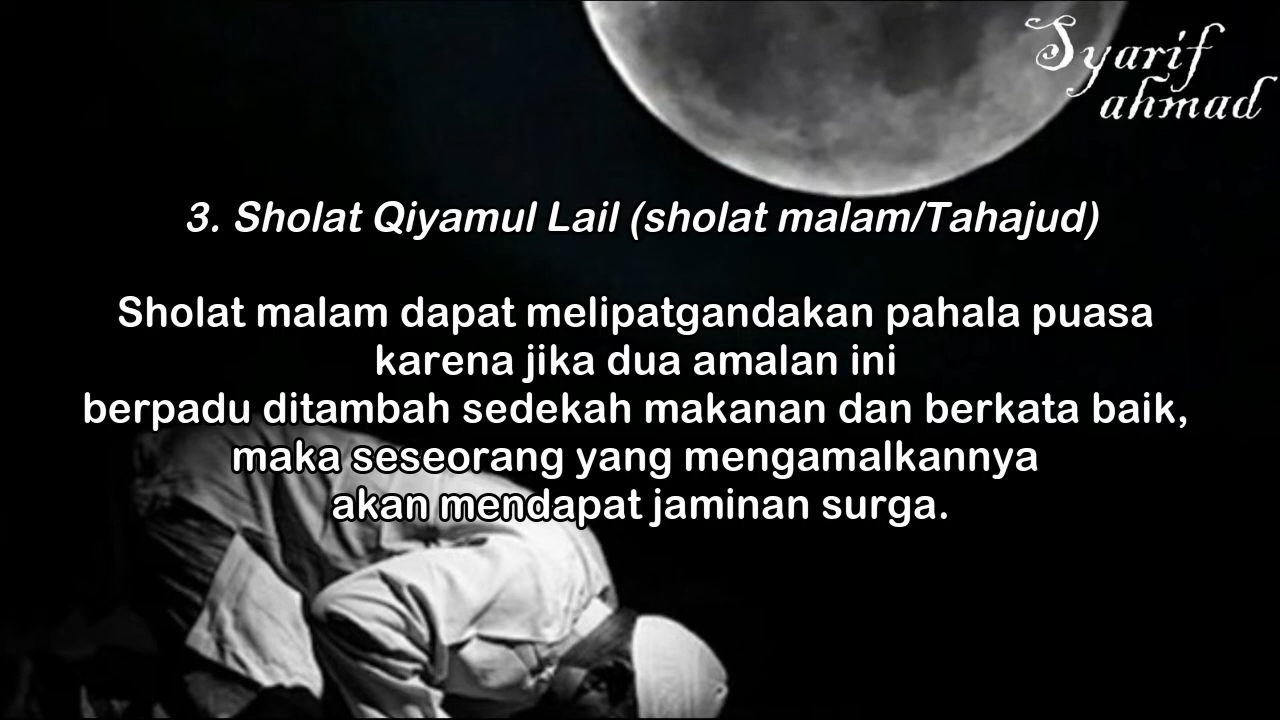 Syarif
ahmad
3. Sholat Qiyamul Lail (sholat malam/Tahajud)
Sholat malam dapat melipatgandakan pahala puasa
karena jika dua amalan ini
berpadu ditambah sedekah makanan dan berkata baik,
maka seseorang yang mengamalkannya
akan mendapat jaminan surga.